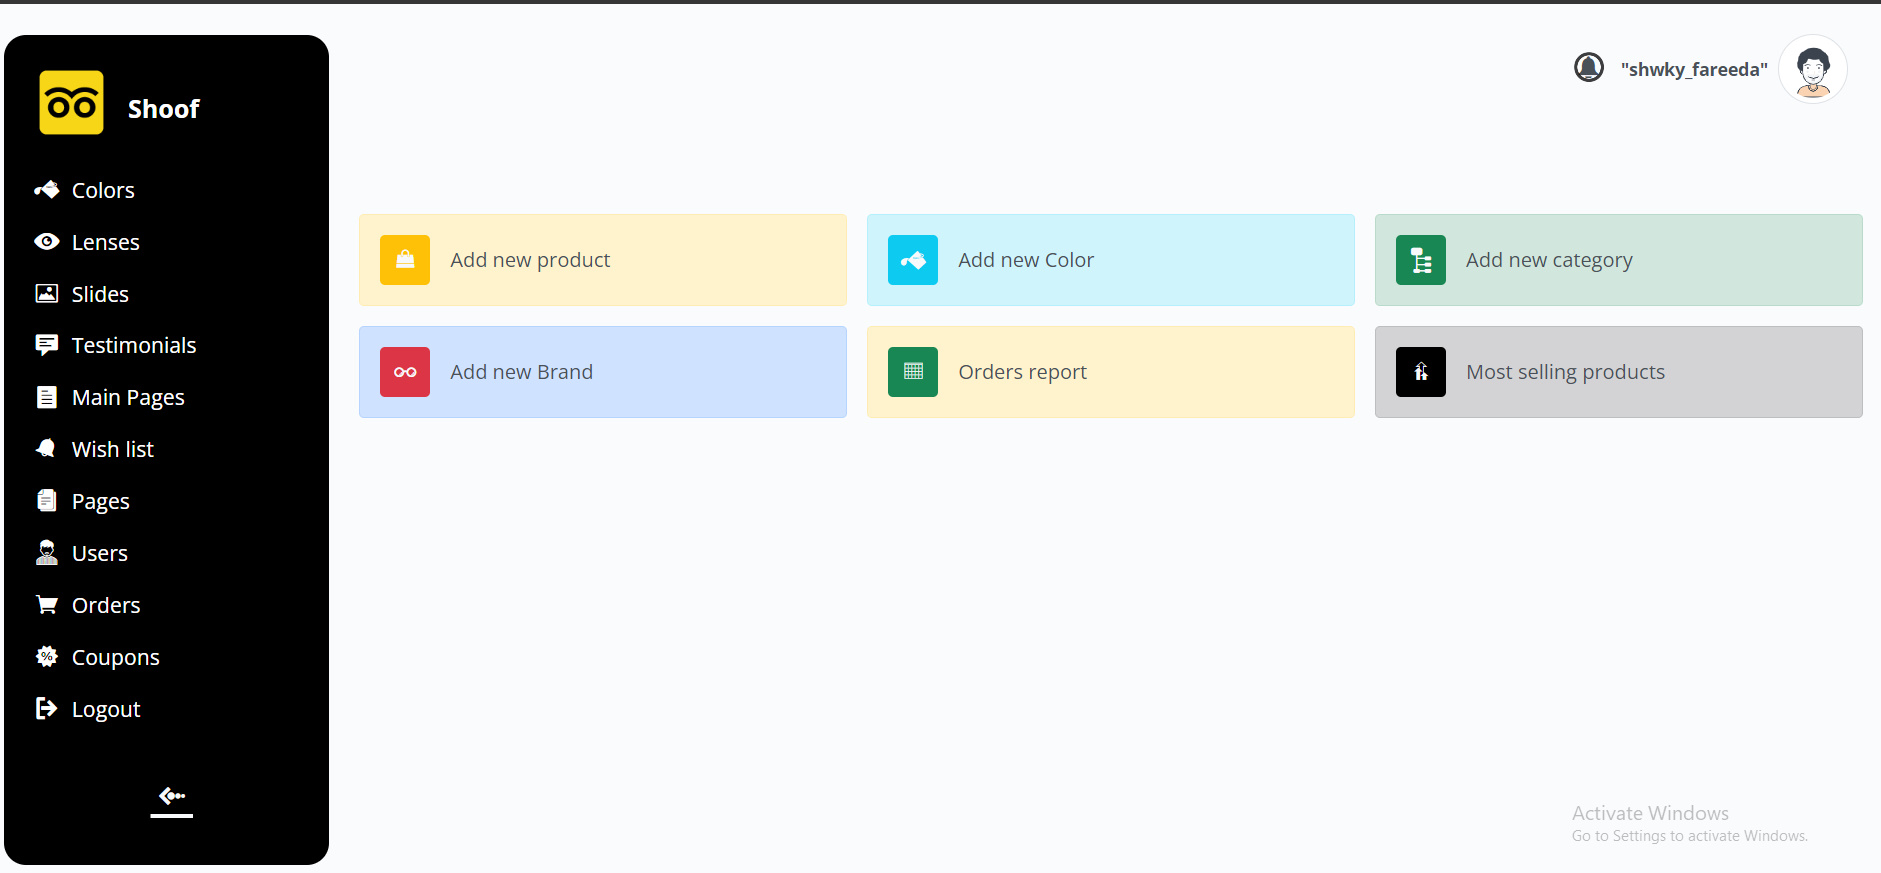 Shoof
Colors
Lenses
Slides
Testimonials
Main Pages
Wish list
Pages
Users
Orders
Coupons
Logout
"shwky_fareeda"
Add new product
Add new Color
Add new category
Add new Brand
Orders report
Most selling products
Activate Windows
Go to Settings to activate Windows.